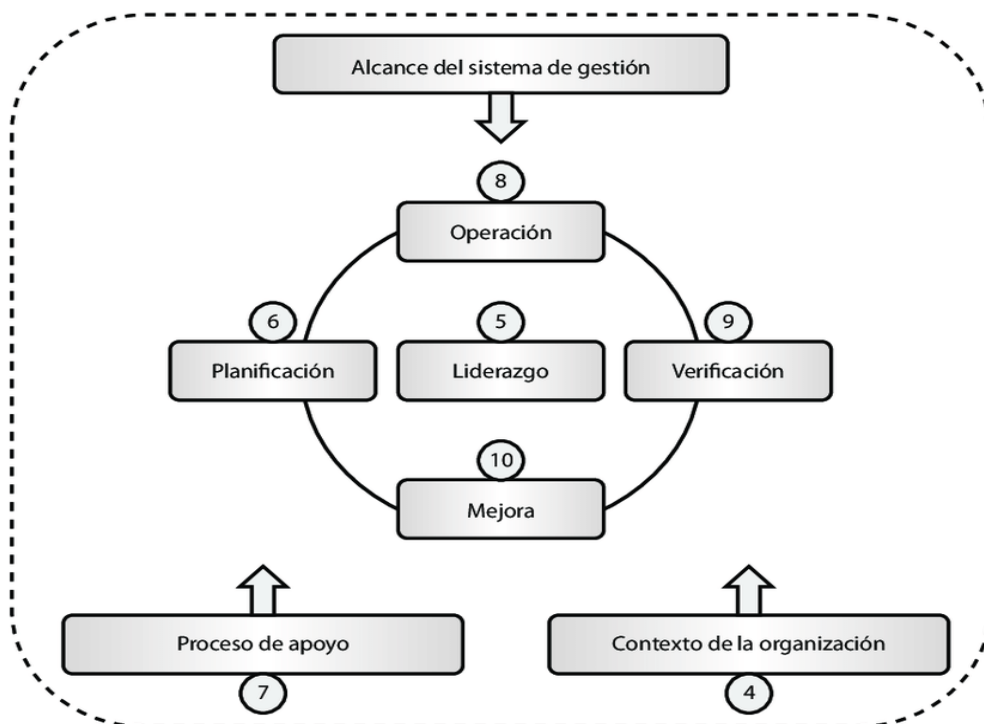 Alcance del sistema de gestión
8
Operación
6
5
9
Planificación
Liderazgo
Verificación
10
Mejora
Proceso de apoyo
Contexto de la organización
7
4